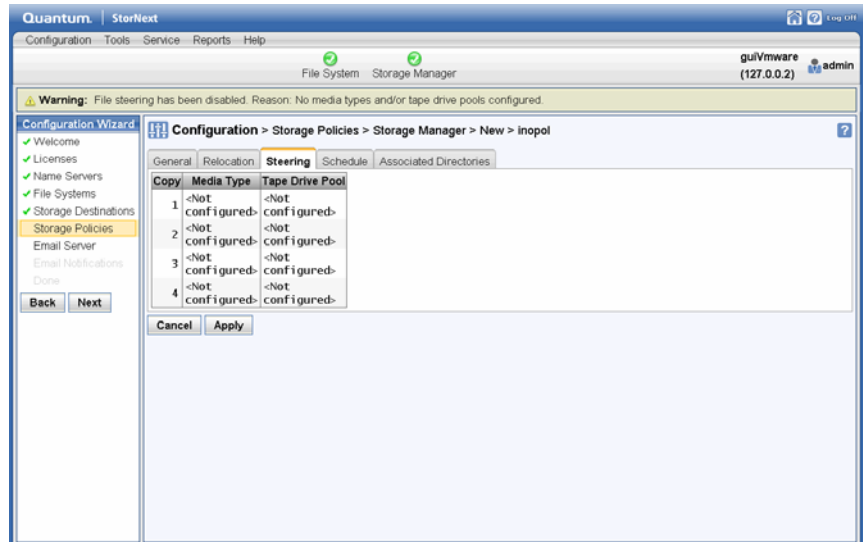 Quantum. StorNext Log Off
Configuration Tools Service Reports Help
File System Storage Manager
guiVmware
(127.0.0.2)
admin
Warning: File steering has been disabled. Reason: No media types and/or tape drive pools configured.
Configuration Wizard
Welcome
Licenses
Name Servers
File Systems
Storage Destinations
Storage Policies
Email Server
Email Notifications
Done
Back Next
Configuration > Storage Policies > Storage Manager > New > inopol
General Relocation Steering Schedule Associated Directories
Copy Media Type Tape Drive Pool
1 <Not configured> <Not configured>
2 <Not configured> <Not configured>
3 <Not configured> <Not configured>
4 <Not configured> <Not configured>
Cancel Apply